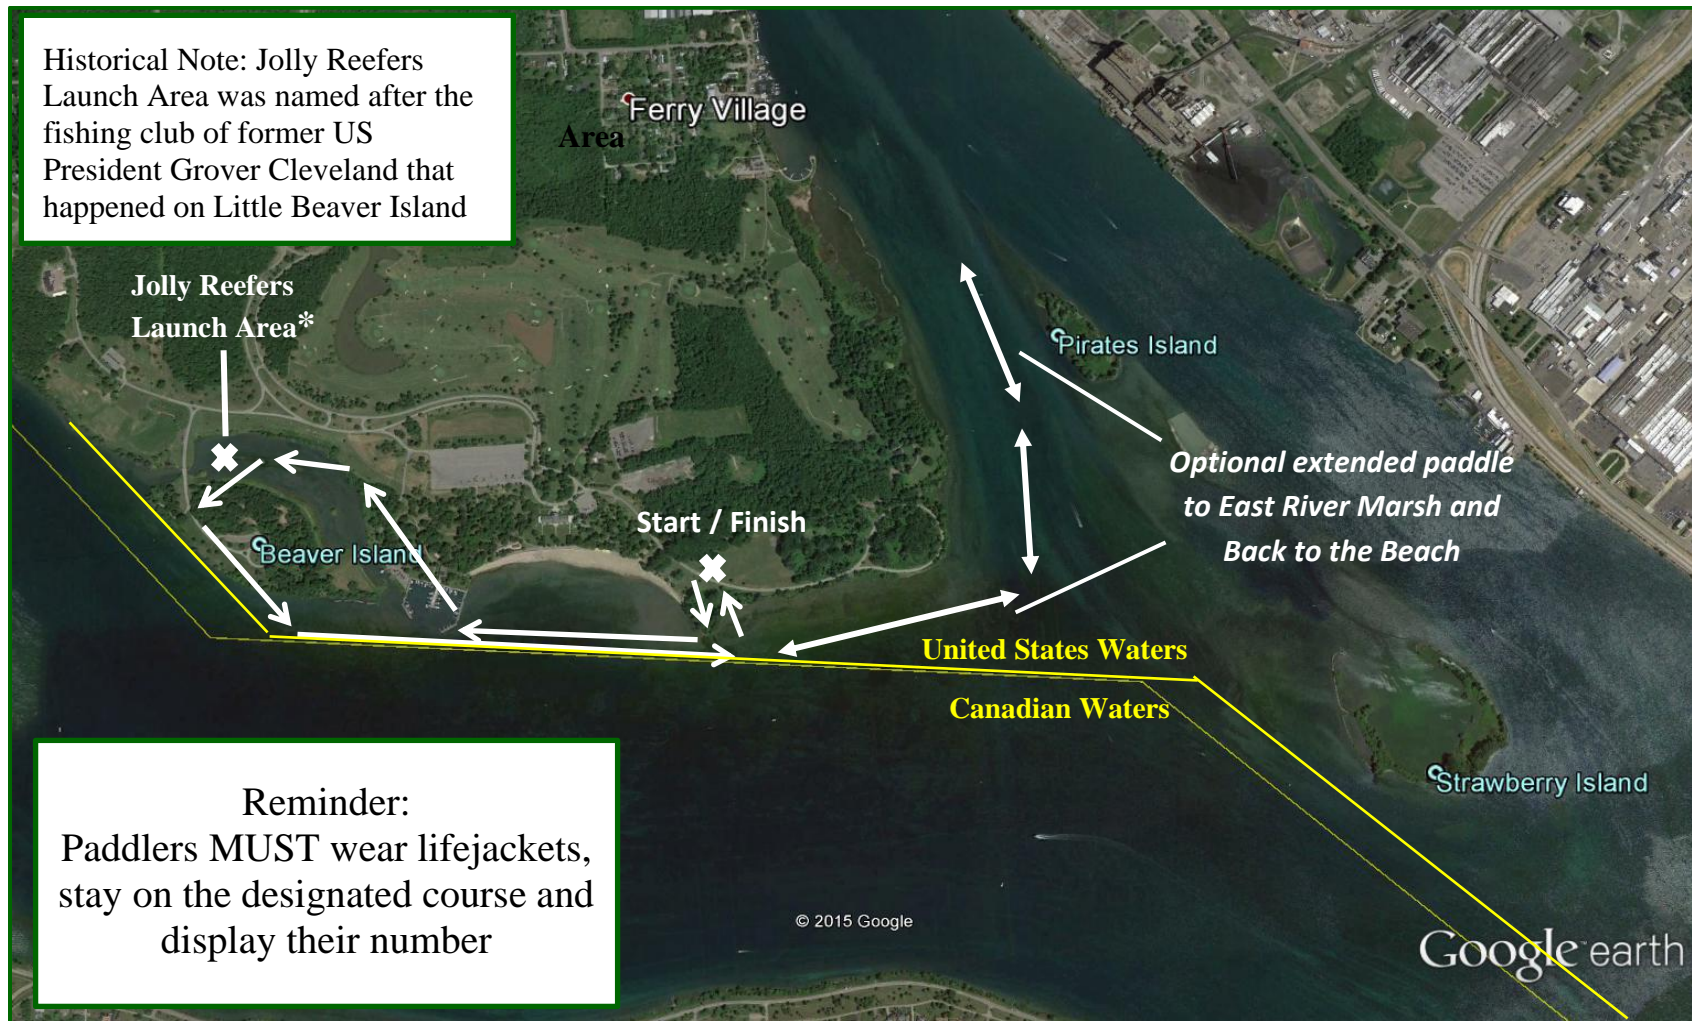 Historical Note: Jolly Reefers
Launch Area was named after the
fishing club of former US
President Grover Cleveland that
happened on Little Beaver Island
Ferry Village
Area
Jolly Reefers
Launch Area*
Pirates Island
Optional extended paddle
to East River Marsh and
Back to the Beach
Start / Finish
Beaver Island
United States Waters
Canadian Waters
Strawberry Island
Reminder:
Paddlers MUST wear lifejackets,
stay on the designated course and
display their number
© 2015 Google
Google earth